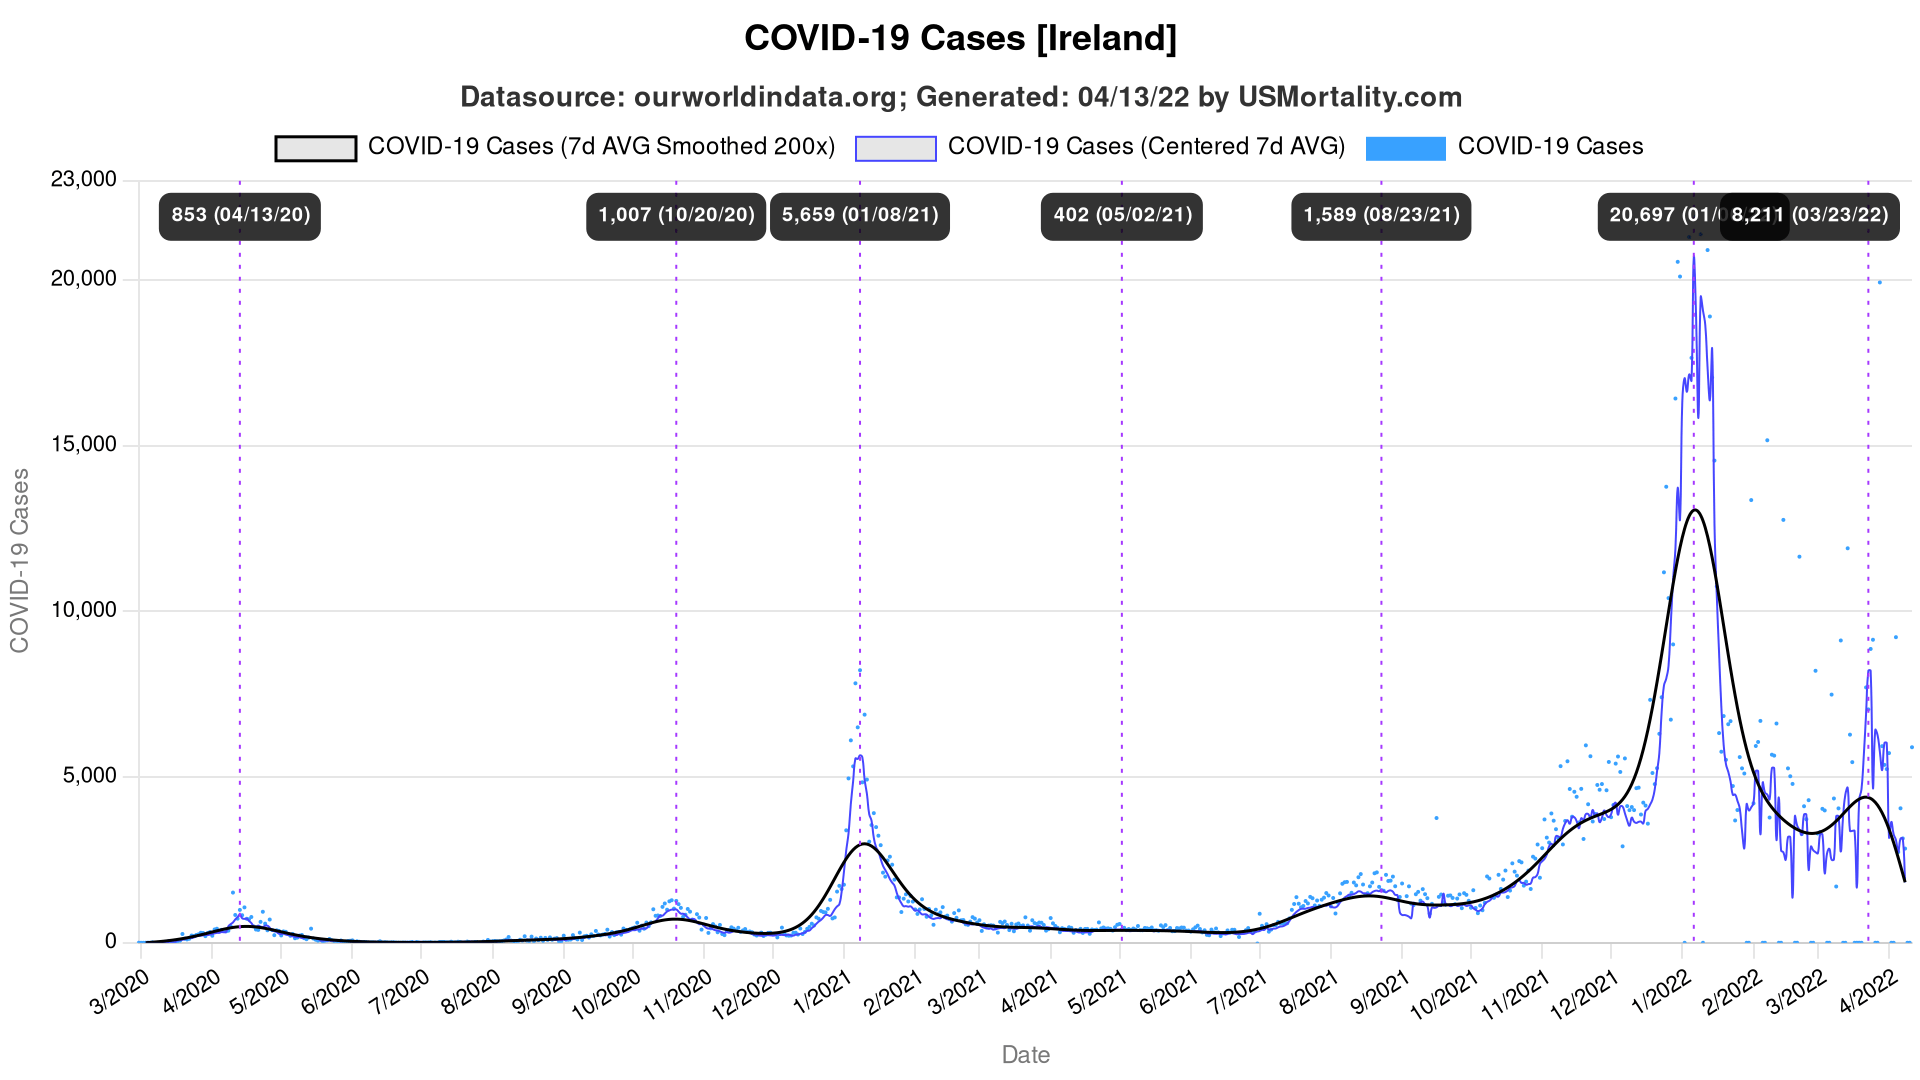 COVID-19 Cases [Ireland]
Datasource: ourworldindata.org; Generated: 04/13/22 by USMortality.com
COVID-19 Cases (7d AVG Smoothed 200x) COVID-19 Cases (Centered 7d AVG) COVID-19 Cases
23,000
853 (04/13/20) 1,007 (10/20/20) 5,659 (01/08/21) 402 (05/02/21) 1,589 (08/23/21) 20,697 8,211 (03/23/22)
20,000
15,000
10,000
5,000
0
COVID-19 Cases
3/2020 4/2020 5/2020 6/2020 7/2020 8/2020 9/2020 10/2020 11/2020 12/2020 1/2021 2/2021 3/2021 4/2021 5/2021 6/2021 7/2021 8/2021 9/2021 10/2021 11/2021 12/2021 1/2022 2/2022 3/2022 4/2022
Date